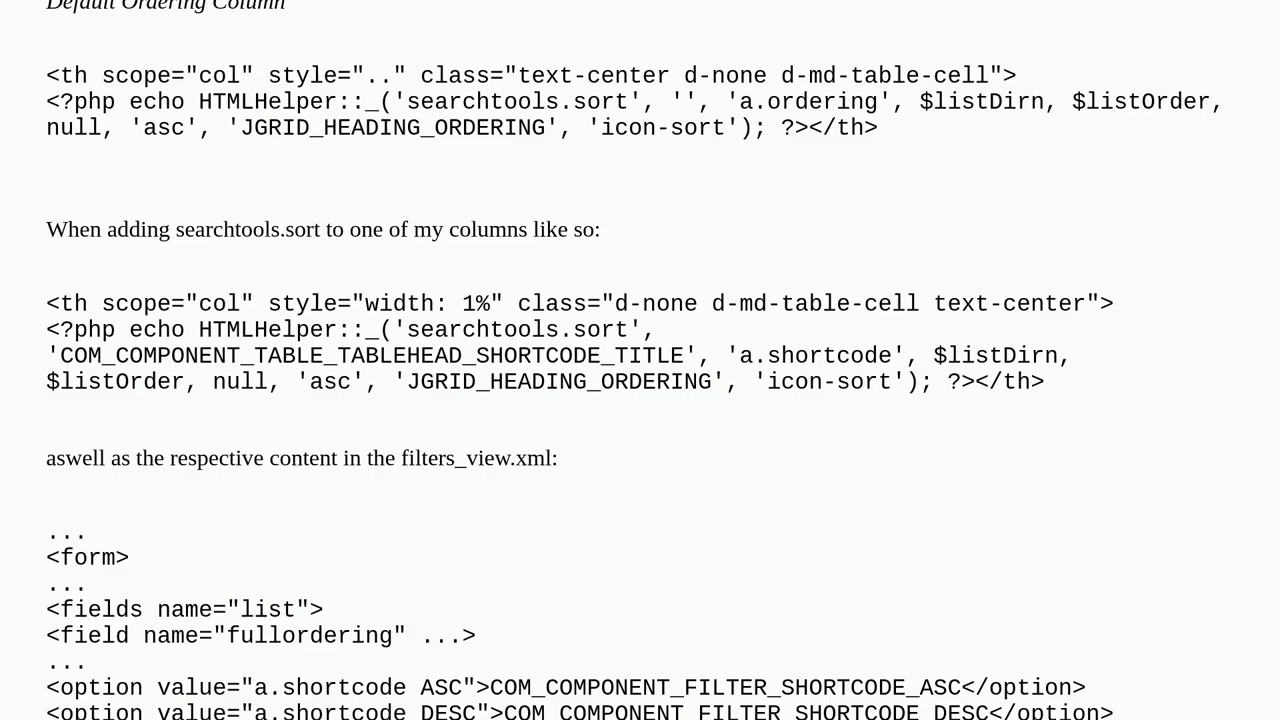 Default Ordering Column
<th scope="col" style=".." class="text-center d-none d-md-table-cell">
<?php echo HTMLHelper::_('searchtools.sort', '', 'a.ordering', $listDirn, $listOrder,
null, 'asc', 'JGRID_HEADING_ORDERING', 'icon-sort'); ?></th>
When adding searchtools.sort to one of my columns like so:
<th scope="col" style="width: 1%" class="d-none d-md-table-cell text-center">
<?php echo HTMLHelper::_('searchtools.sort',
'COM_COMPONENT_TABLE_TABLEHEAD_SHORTCODE_TITLE', 'a.shortcode', $listDirn,
$listOrder, null, 'asc', 'JGRID_HEADING_ORDERING', 'icon-sort'); ?></th>
aswell as the respective content in the filters_view.xml:
...
<form>
...
<fields name="list">
<field name="fullordering" ...>
...
<option value="a.shortcode ASC">COM_COMPONENT_FILTER_SHORTCODE_ASC</option>
<option value="a.shortcode DESC">COM_COMPONENT_FILTER_SHORTCODE_DESC</option>